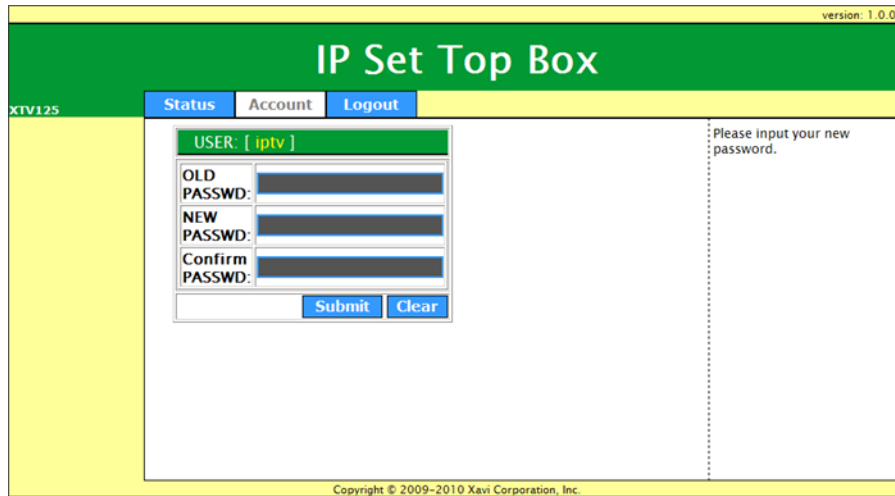 version: 1.0.0
IP Set Top Box
XTV125
Status Account Logout
USER: [ iptv ]
OLD
PASSWD:
NEW
PASSWD:
Confirm
PASSWD:
Submit Clear
Please input your new
password.
Copyright © 2009-2010 Xavi Corporation, Inc.